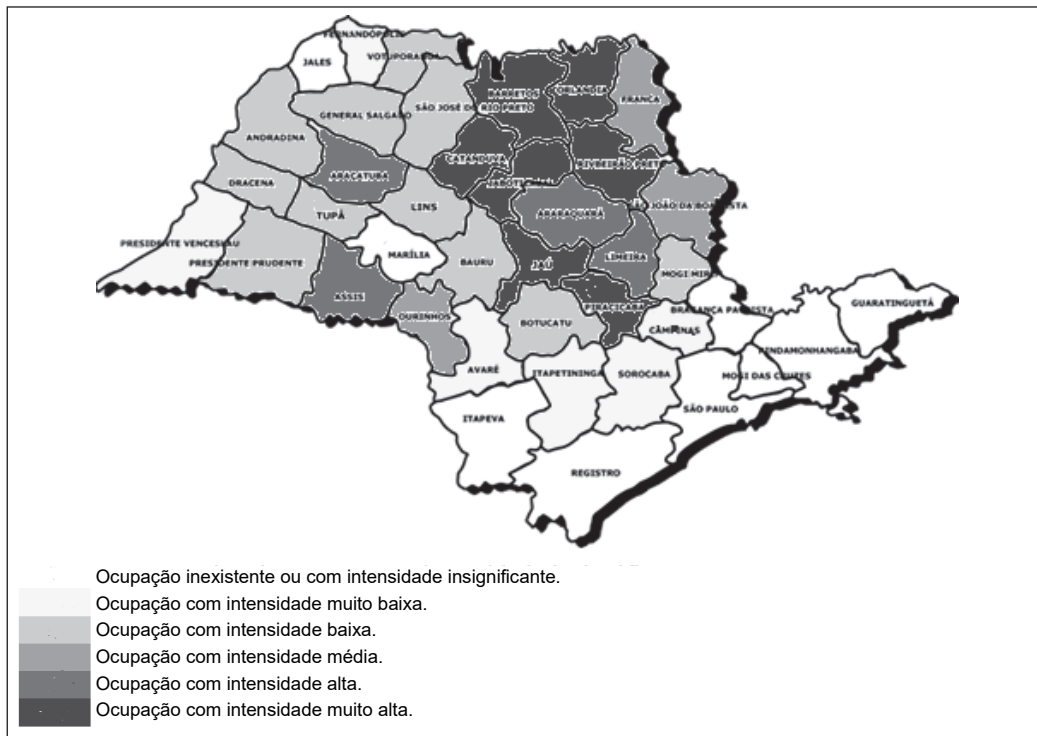 FERNANDÓPOLIS
JALES
VOTUPORANGA
BARRETOS
ORLANDIA
FRANCA
GENERAL SALGADO
SÃO JOSÉ DO RIO PRETO
ANDRADINA
CATANDUVA
RIVBEIRÃO PRETO
ARAÇATUBA
DRACENA
LINS
ARARAQUARÁ
SÃO JOÃO DA BOA VISTA
TUPÃ
PRESIDENTE VENCESLAU
MARÍLIA
BAURU
JAÚ
LIMEIRA
PRESIDENTE PRUDENTE
MOGI MIRIM
ASSIS
OURINHOS
BOTUCATU
PIRACICABA
BRAGANÇA PAULISTA
GUARATINGUETÁ
CAMPINAS
PINDAMONHANGABA
AVARÉ
ITAPETININGA
SOROCABA
MOGI DAS CRUZES
SÃO PAULO
ITAPEVA
REGISTRO
Ocupação inexistente ou com intensidade insignificante.
Ocupação com intensidade muito baixa.
Ocupação com intensidade baixa.
Ocupação com intensidade média.
Ocupação com intensidade alta.
Ocupação com intensidade muito alta.